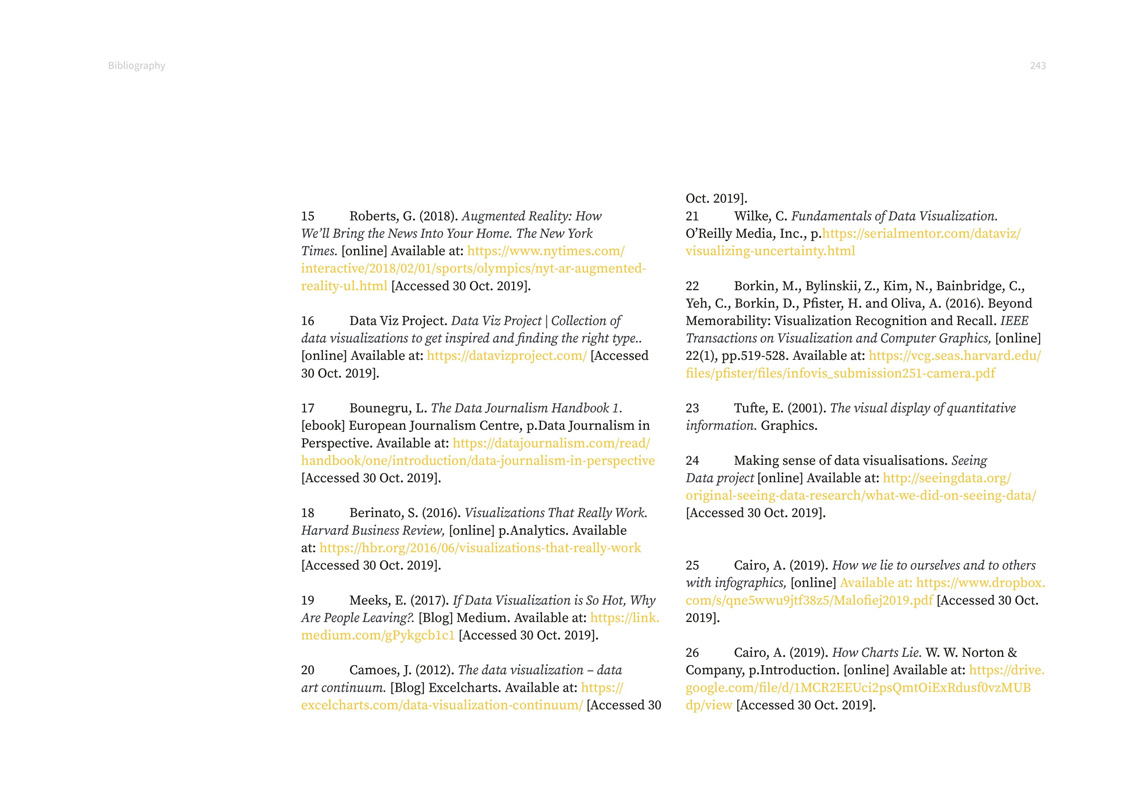 Bibliography
243
15 Roberts, G. (2018). Augmented Reality: How
We’ll Bring the News Into Your Home. The New York
Times. [online] Available at: https://www.nytimes.com/
interactive/2018/02/01/sports/olympics/nyt-ar-augmented-
reality-ul.html [Accessed 30 Oct. 2019].
16 Data Viz Project. Data Viz Project | Collection of
data visualizations to get inspired and finding the right type..
[online] Available at: https://datavizproject.com/ [Accessed
30 Oct. 2019].
17 Bounegru, L. The Data Journalism Handbook 1.
[ebook] European Journalism Centre, p.Data Journalism in
Perspective. Available at: https://datajournalism.com/read/
handbook/one/introduction/data-journalism-in-perspective
[Accessed 30 Oct. 2019].
18 Berinato, S. (2016). Visualizations That Really Work.
Harvard Business Review, [online] p.Analytics. Available
at: https://hbr.org/2016/06/visualizations-that-really-work
[Accessed 30 Oct. 2019].
19 Meeks, E. (2017). If Data Visualization is So Hot, Why
Are People Leaving?. [Blog] Medium. Available at: https://link.
medium.com/gPykgcb1c1 [Accessed 30 Oct. 2019].
20 Camoes, J. (2012). The data visualization – data
art continuum. [Blog] Excelcharts. Available at: https://
excelcharts.com/data-visualization-continuum/ [Accessed 30
Oct. 2019].
21 Wilke, C. Fundamentals of Data Visualization.
O’Reilly Media, Inc., p.https://serialmentor.com/dataviz/
visualizing-uncertainty.html
22 Borkin, M., Bylinskii, Z., Kim, N., Bainbridge, C.,
Yeh, C., Borkin, D., Pfister, H. and Oliva, A. (2016). Beyond
Memorability: Visualization Recognition and Recall. IEEE
Transactions on Visualization and Computer Graphics, [online]
22(1), pp.519-528. Available at: https://vcg.seas.harvard.edu/
files/pfister/files/infovis_submission251-camera.pdf
23 Tufte, E. (2001). The visual display of quantitative
information. Graphics.
24 Making sense of data visualisations. Seeing
Data project [online] Available at: http://seeingdata.org/
original-seeing-data-research/what-we-did-on-seeing-data/
[Accessed 30 Oct. 2019].
25 Cairo, A. (2019). How we lie to ourselves and to others
with infographics, [online] Available at: https://www.dropbox.
com/s/qne5wwu9jtf38z5/Malofiej2019.pdf [Accessed 30 Oct.
2019].
26 Cairo, A. (2019). How Charts Lie. W. W. Norton &
Company, p.Introduction. [online] Available at: https://drive.
google.com/file/d/1MCR2EEUci2psQmtOiExRdusf0vzMUB
dp/view [Accessed 30 Oct. 2019].